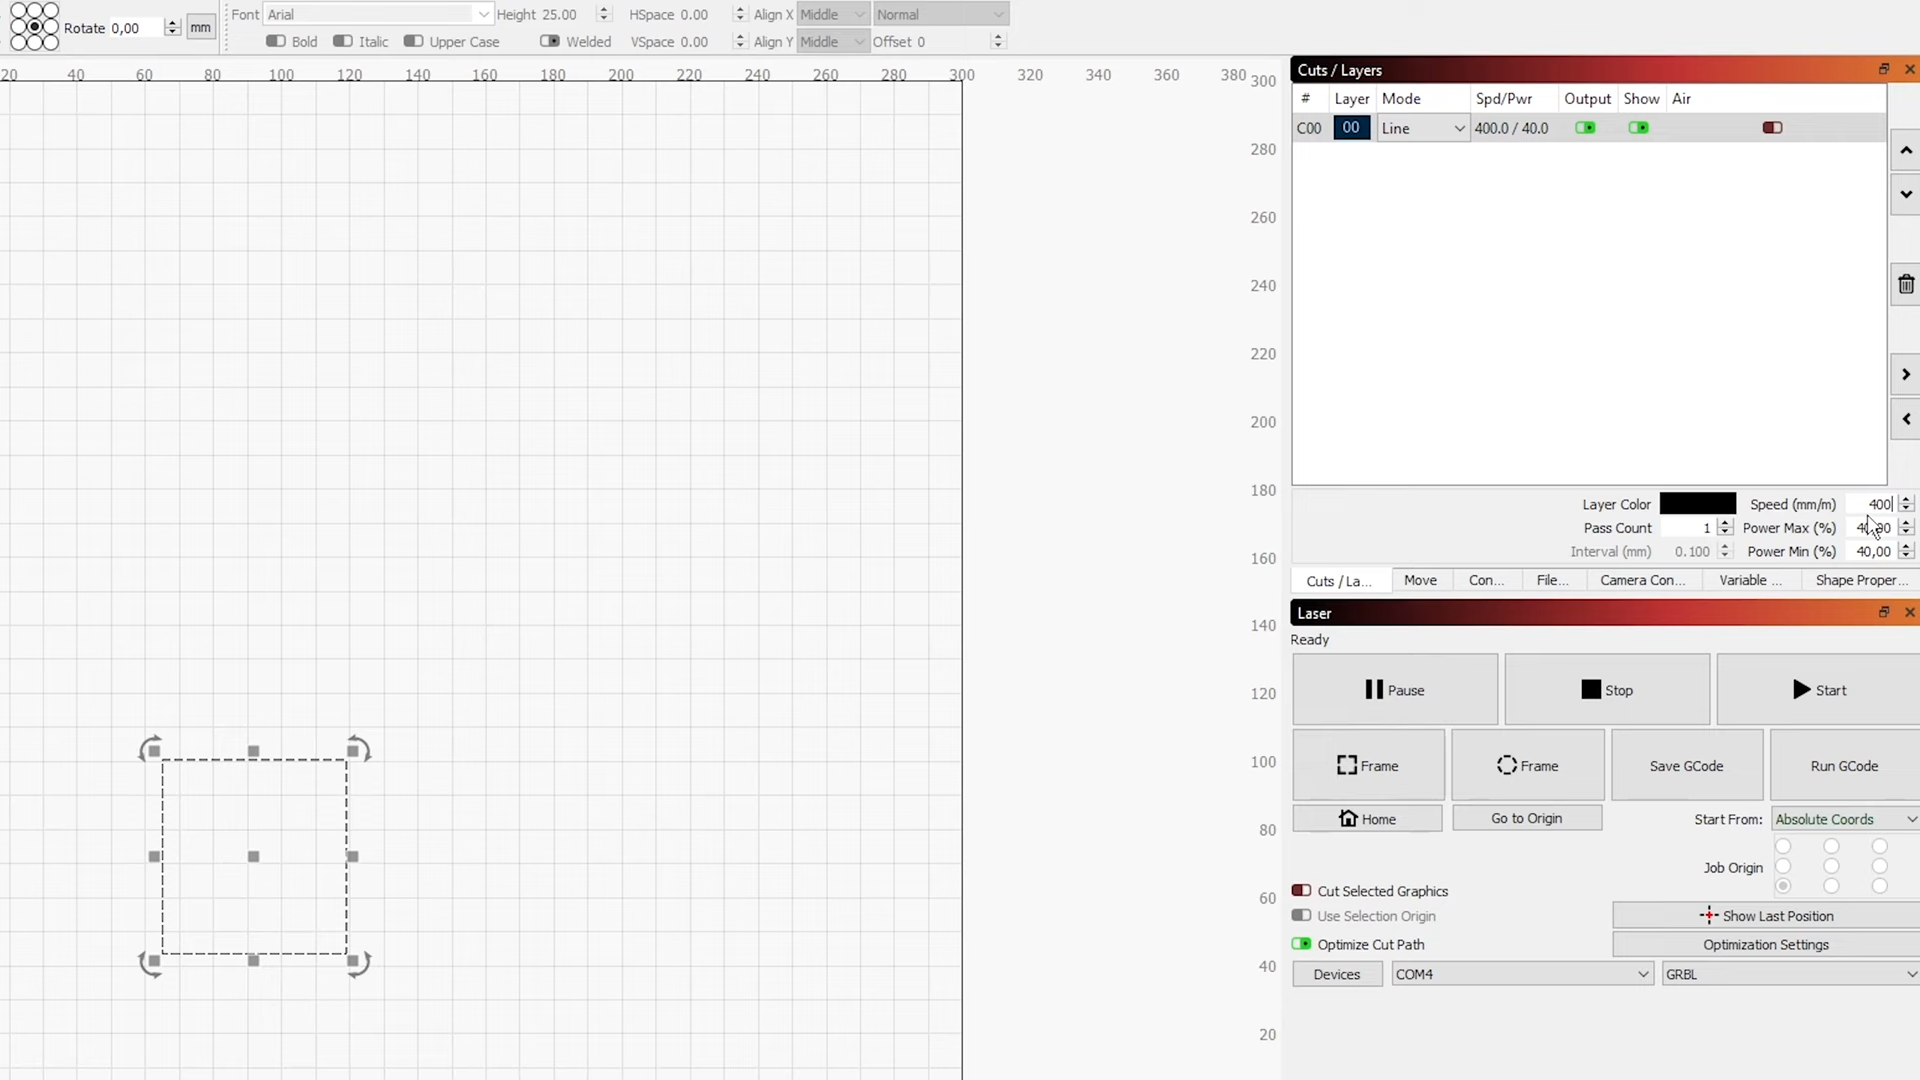 Font Arial Height 25.00 HSpace 0.00 Align X Middle Normal
Rotate 0,00 mm
Bold Italic Upper Case Welded VSpace 0.00 Align Y Middle Offset 0
20 40 60 80 100 120 140 160 180 200 220 240 260 280 300 320 340 360 380
300
280
260
240
220
200
180
160
140
120
100
80
60
40
20
Cuts / Layers
# Layer Mode Spd/Pwr Output Show Air
C00 00 Line 400.0 / 40.0
Layer Color Speed (mm/m) 400
Pass Count 1 Power Max (%)
Interval (mm) 0.100 Power Min (%) 40,00
Cuts / La... Move Con... File... Camera Con... Variable ... Shape Proper...
Laser
Ready
Pause Stop Start
Frame Frame Save GCode Run GCode
Home Go to Origin Start From: Absolute Coords
Job Origin
Cut Selected Graphics
Use Selection Origin Show Last Position
Optimize Cut Path Optimization Settings
Devices COM4 GRBL